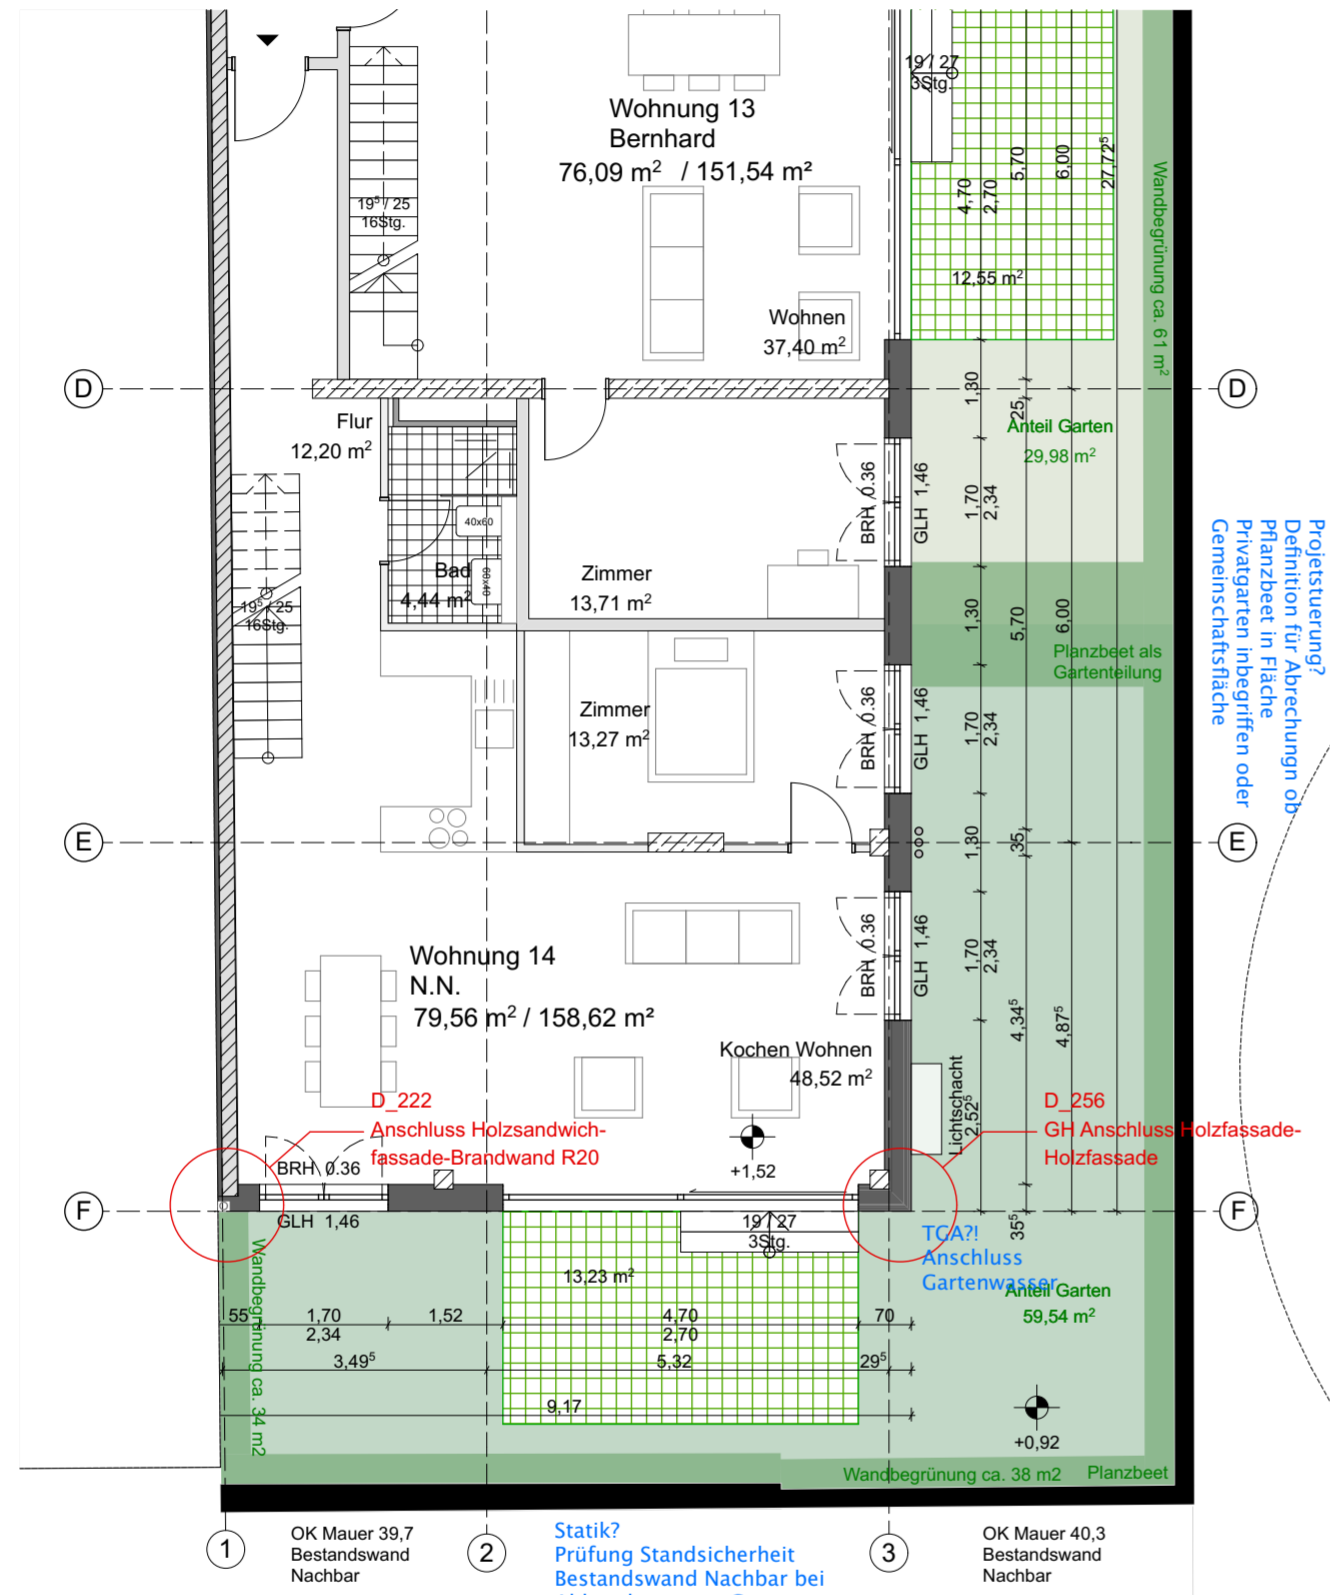 19 / 27
3Stg.
Wohnung 13
Bernhard
76,09 m² / 151,54 m²
19⁵ / 25
16Stg.
4,70
2,70
5,70
6,00
27,72⁵
Wandbegrünung ca. 61 m²
12,55 m²
Wohnen
37,40 m²
D
D
Flur
12,20 m²
1,30
25
Anteil Garten
29,98 m²
BRH 0.36
GLH 1,46
1,70
2,34
40x60
Bad
4,44 m²
60x40
Zimmer
13,71 m²
19⁵ / 25
16Stg.
1,30
5,70
6,00
Planzbeet als
Gartenteilung
Projetstuerung?
Definition für Abrechungn ob
Pflanzbeet in Fläche
Privatgarten inbegriffen oder
Gemeinschaftsfläche
Zimmer
13,27 m²
BRH 0.36
GLH 1,46
1,70
2,34
E
E
1,30
35
BRH 0.36
GLH 1,46
1,70
2,34
Wohnung 14
N.N.
79,56 m² / 158,62 m²
4,34⁵
4,87⁵
Kochen Wohnen
48,52 m²
Lichtschacht
2,52⁵
D_222
Anschluss Holzsandwich-
fassade-Brandwand R20
D_256
GH Anschluss Holzfassade-
Holzfassade
BRH 0.36
+1,52
F
F
GLH 1,46
19 / 27
3Stg.
35⁵
TGA?!
Anschluss
Gartenwasser
13,23 m²
Anteil Garten
59,54 m²
Wandbegrünung ca. 34 m2
55
1,70
2,34
1,52
4,70
2,70
70
3,49⁵
5,32
29⁵
9,17
+0,92
Wandbegrünung ca. 38 m2
Planzbeet
1
OK Mauer 39,7
Bestandswand
Nachbar
2
Statik?
Prüfung Standsicherheit
Bestandswand Nachbar bei
3
OK Mauer 40,3
Bestandswand
Nachbar